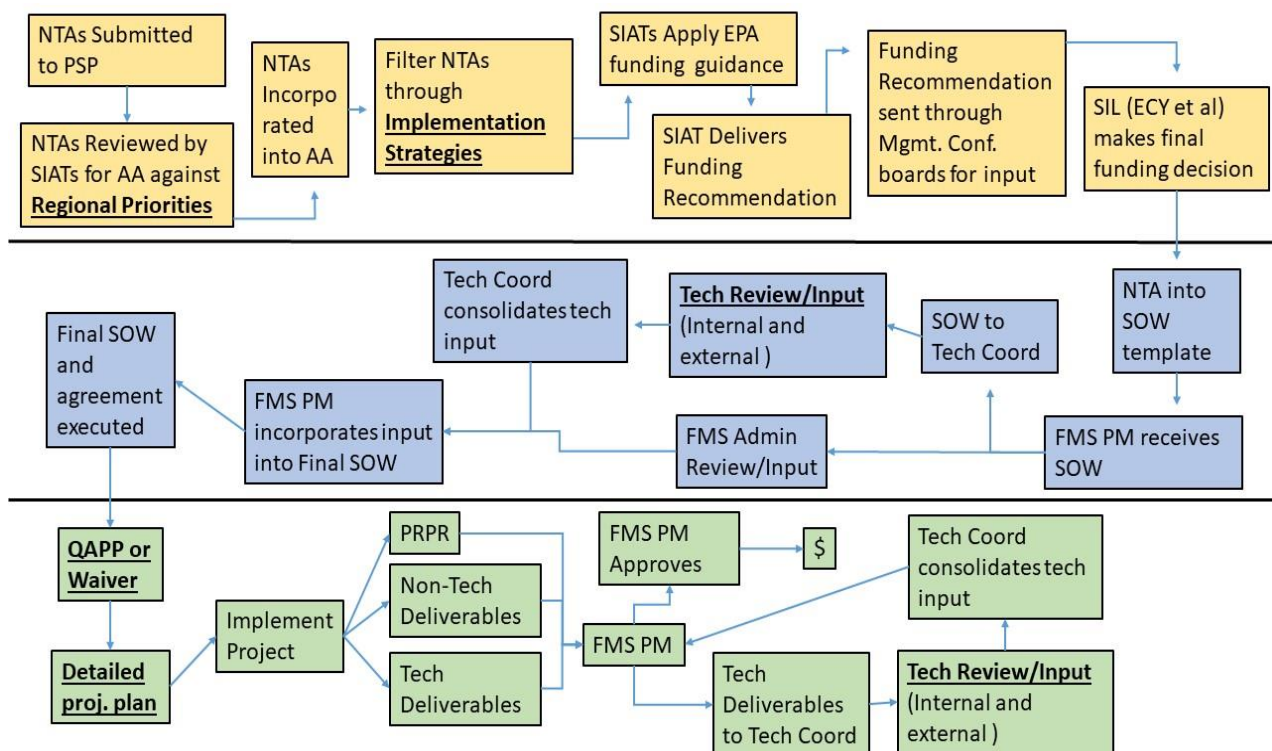 NTAs Submitted
to PSP
NTAs Reviewed by
SIATs for AA against
Regional Priorities
NTAs
Incorpo
rated
into AA
Filter NTAs
through
Implementation
Strategies
SIATs Apply EPA
funding guidance
SIAT Delivers
Funding
Recommendation
Funding
Recommendation
sent through
Mgmt. Conf.
boards for input
SIL (ECY et al)
makes final
funding decision
NTA into
SOW
template
FMS PM receives
SOW
SOW to
Tech Coord
Tech Review/Input
(Internal and
external )
Tech Coord
consolidates tech
input
FMS Admin
Review/Input
FMS PM
incorporates input
into Final SOW
Final SOW
and
agreement
executed
QAPP or
Waiver
Detailed
proj. plan
Implement
Project
PRPR
Non-Tech
Deliverables
Tech
Deliverables
FMS PM
FMS PM
Approves
$
Tech
Deliverables
to Tech Coord
Tech Review/Input
(Internal and
external )
Tech Coord
consolidates tech
input